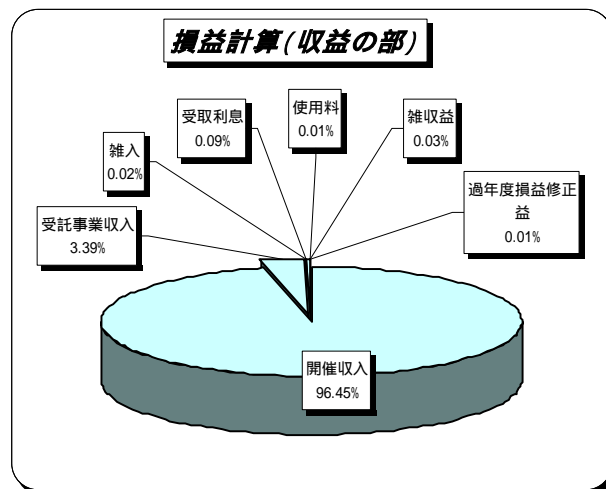 損益計算(収益の部)
受取利息
0.09%
使用料
0.01%
雑収益
0.03%
雑入
0.02%
過年度損益修正
益
0.01%
受託事業収入
3.39%
開催収入
96.45%